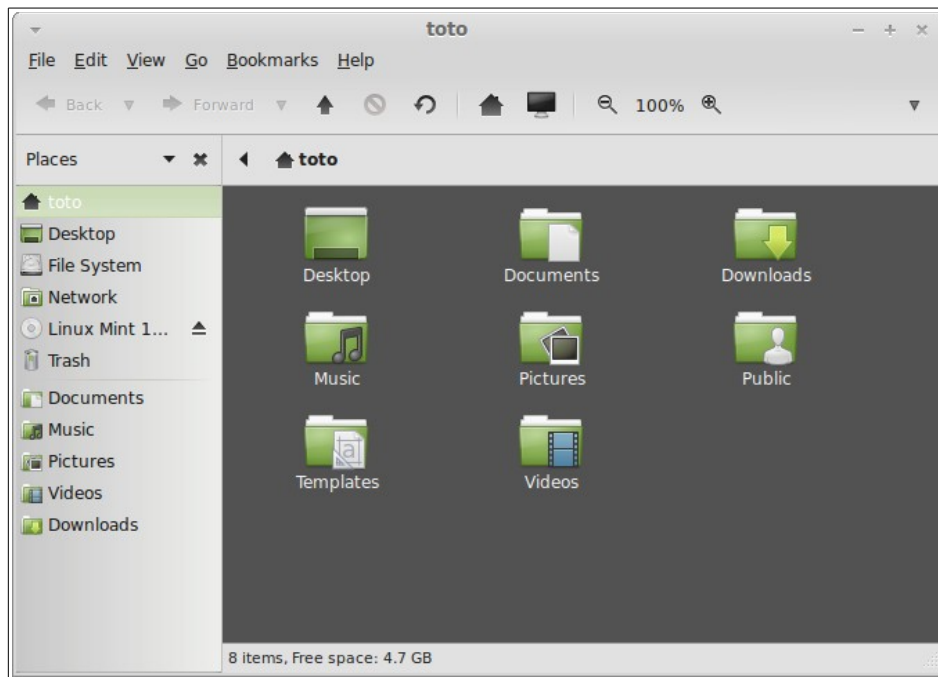 toto
File Edit View Go Bookmarks Help
Back Forward 100%
Places
toto
toto
Desktop
File System
Network
Linux Mint 1...
Trash
Documents
Music
Pictures
Videos
Downloads
Desktop Documents Downloads
Music Pictures Public
Templates Videos
8 items, Free space: 4.7 GB